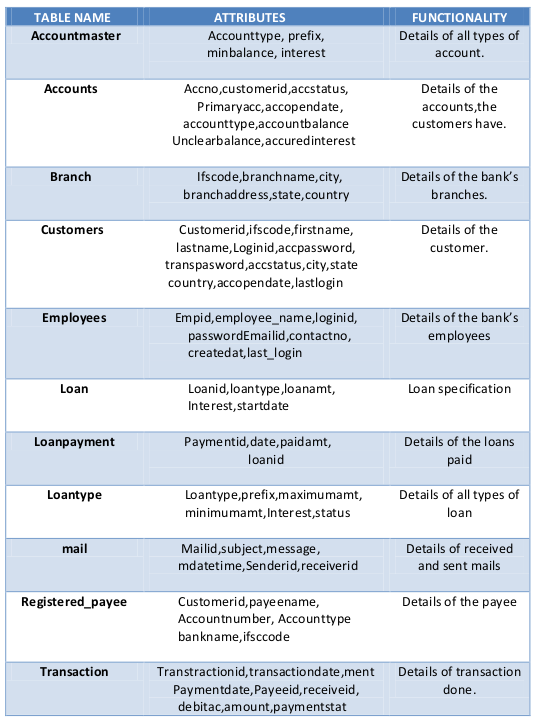 TABLE NAME ATTRIBUTES FUNCTIONALITY
Accountmaster Accounttype, prefix, Details of all types of
minbalance, interest account.
Accounts Accno,customerid,accstatus, Details of the
Primaryacc,accopendate, accounts,the
accounttype,accountbalance customers have.
Unclearbalance,accuredinterest
Branch Ifscode,branchname,city, Details of the bank’s
branchaddress,state,country branches.
Customers Customerid,ifscode,firstname, Details of the
lastname,Loginid,accpassword, customer.
transpasword,accstatus,city,state
country,accopendate,lastlogin
Employees Empid,employee_name,loginid, Details of the bank’s
passwordEmailid,contactno, employees
createdat,last_login
Loan Loanid,loantype,loanamt, Loan specification
Interest,startdate
Loanpayment Paymentid,date,paidamt, Details of the loans
loanid paid
Loantype Loantype,prefix,maximumamt, Details of all types of
minimumamt,Interest,status loan
mail Mailid,subject,message, Details of received
mdatetime,Senderid,receiverid and sent mails
Registered_payee Customerid,payeename, Details of the payee
Accountnumber, Accounttype
bankname,ifsccode
Transaction Transtractionid,transactiondate,ment Details of transaction
Paymentdate,Payeeid,receiveid, done.
debitac,amount,paymentstat